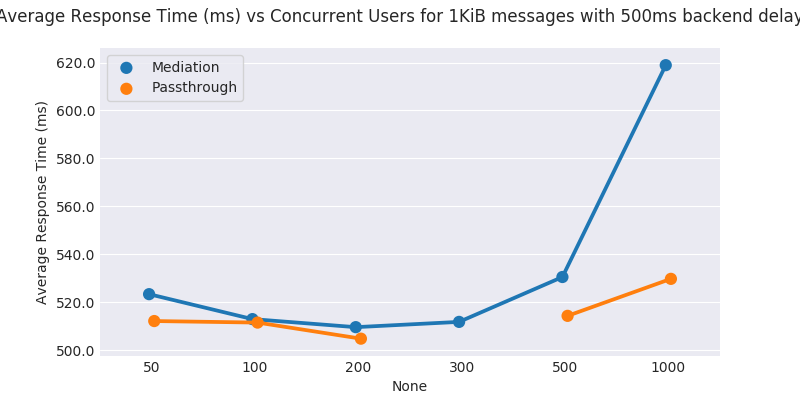 Average Response Time (ms) vs Concurrent Users for 1KiB messages with 500ms backend delay
Mediation
Passthrough
Average Response Time (ms)
620.0
600.0
580.0
560.0
540.0
520.0
500.0
50 100 200 300 500 1000
None